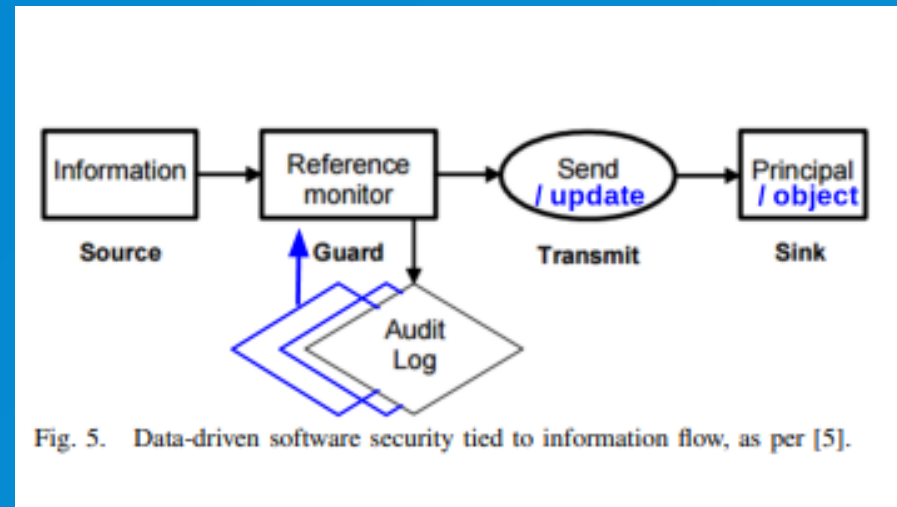 Information
Reference
monitor
Send
/ update
Principal
/ object
Source
Guard
Transmit
Sink
Audit
Log
Fig. 5. Data-driven software security tied to information flow, as per [5].